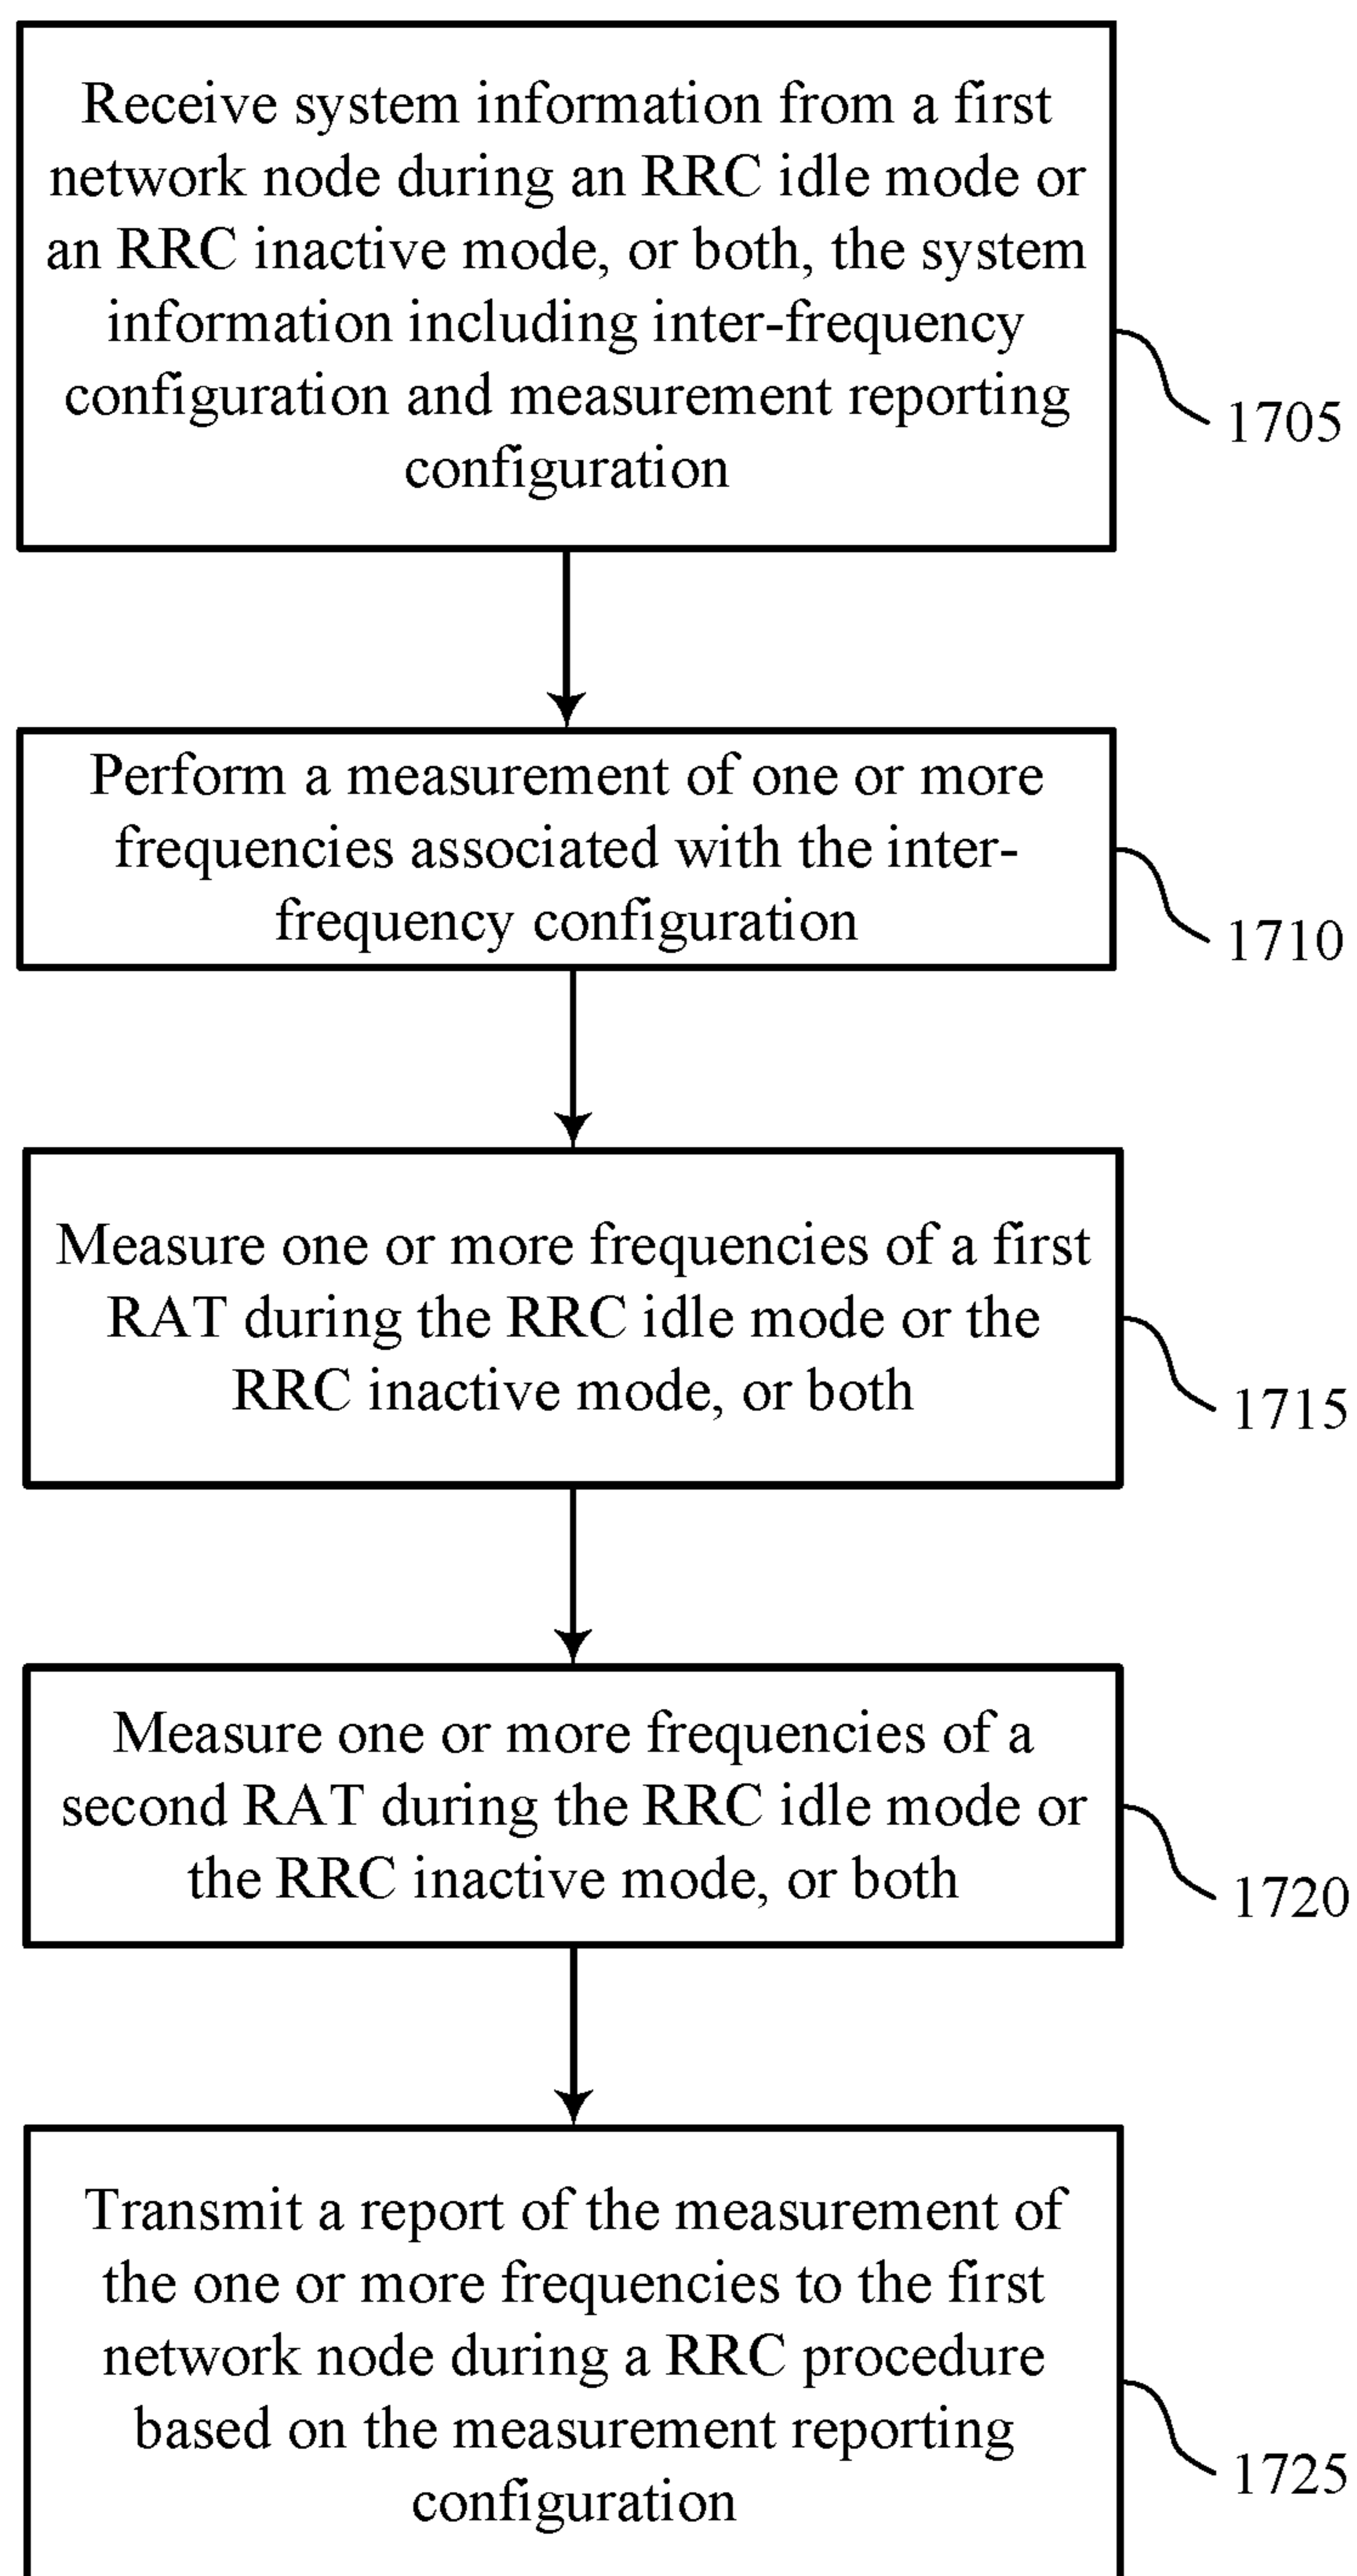 Receive system information from a first
network node during an RRC idle mode or
an RRC inactive mode, or both, the system
information including inter-frequency
configuration and measurement reporting
configuration
1705
Perform a measurement of one or more
frequencies associated with the inter-
frequency configuration
1710
Measure one or more frequencies of a first
RAT during the RRC idle mode or the
RRC inactive mode, or both
1715
Measure one or more frequencies of a
second RAT during the RRC idle mode or
the RRC inactive mode, or both
1720
Transmit a report of the measurement of
the one or more frequencies to the first
network node during a RRC procedure
based on the measurement reporting
configuration
1725